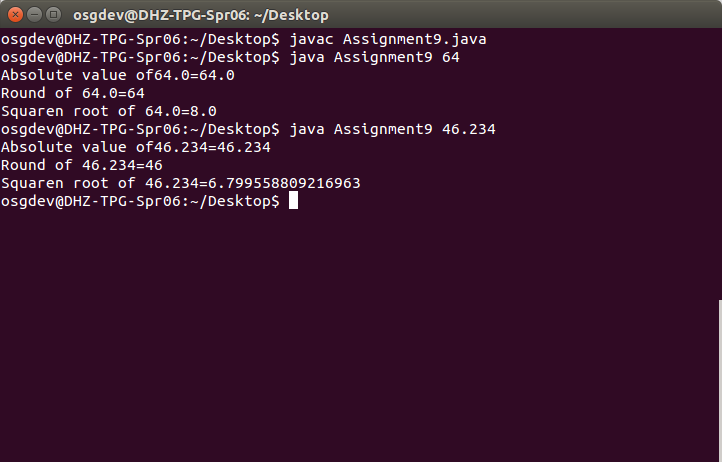 osgdev@DHZ-TPG-Spr06: ~/Desktop
osgdev@DHZ-TPG-Spr06:~/Desktop$ javac Assignment9.java
osgdev@DHZ-TPG-Spr06:~/Desktop$ java Assignment9 64
Absolute value of64.0=64.0
Round of 64.0=64
Squaren root of 64.0=8.0
osgdev@DHZ-TPG-Spr06:~/Desktop$ java Assignment9 46.234
Absolute value of46.234=46.234
Round of 46.234=46
Squaren root of 46.234=6.799558809216963
osgdev@DHZ-TPG-Spr06:~/Desktop$